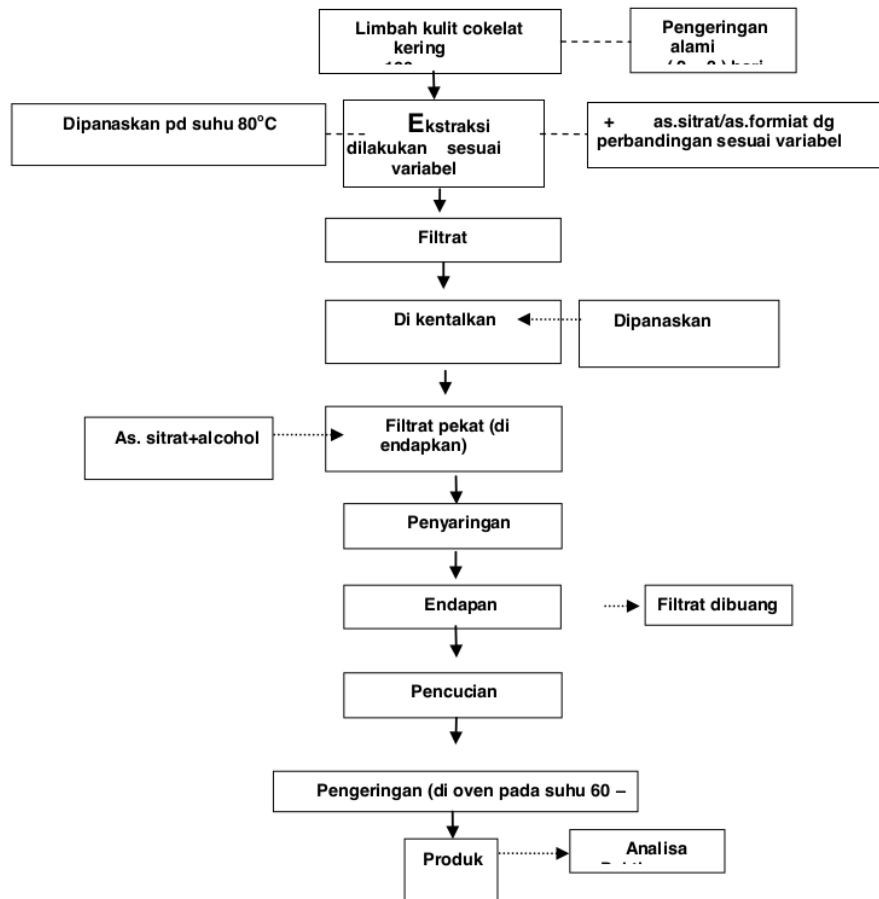 Limbah kulit cokelat
kering
Pengeringan
alami
Dipanaskan pd suhu 80°C
Ekstraksi
dilakukan sesuai
variabel
+ as.sitrat/as.formiat dg
perbandingan sesuai variabel
Filtrat
Di kentalkan
Dipanaskan
As. sitrat+alcohol
Filtrat pekat (di
endapkan)
Penyaringan
Endapan
Filtrat dibuang
Pencucian
Pengeringan (di oven pada suhu 60 –
Produk
Analisa